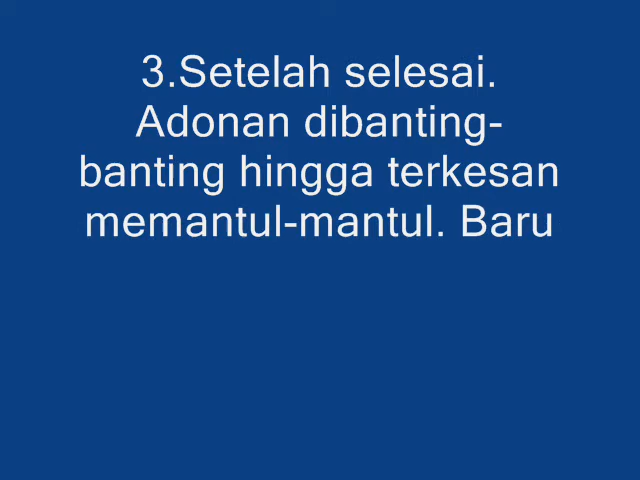 3.Setelah selesai.
Adonan dibanting-
banting hingga terkesan
memantul-mantul. Baru